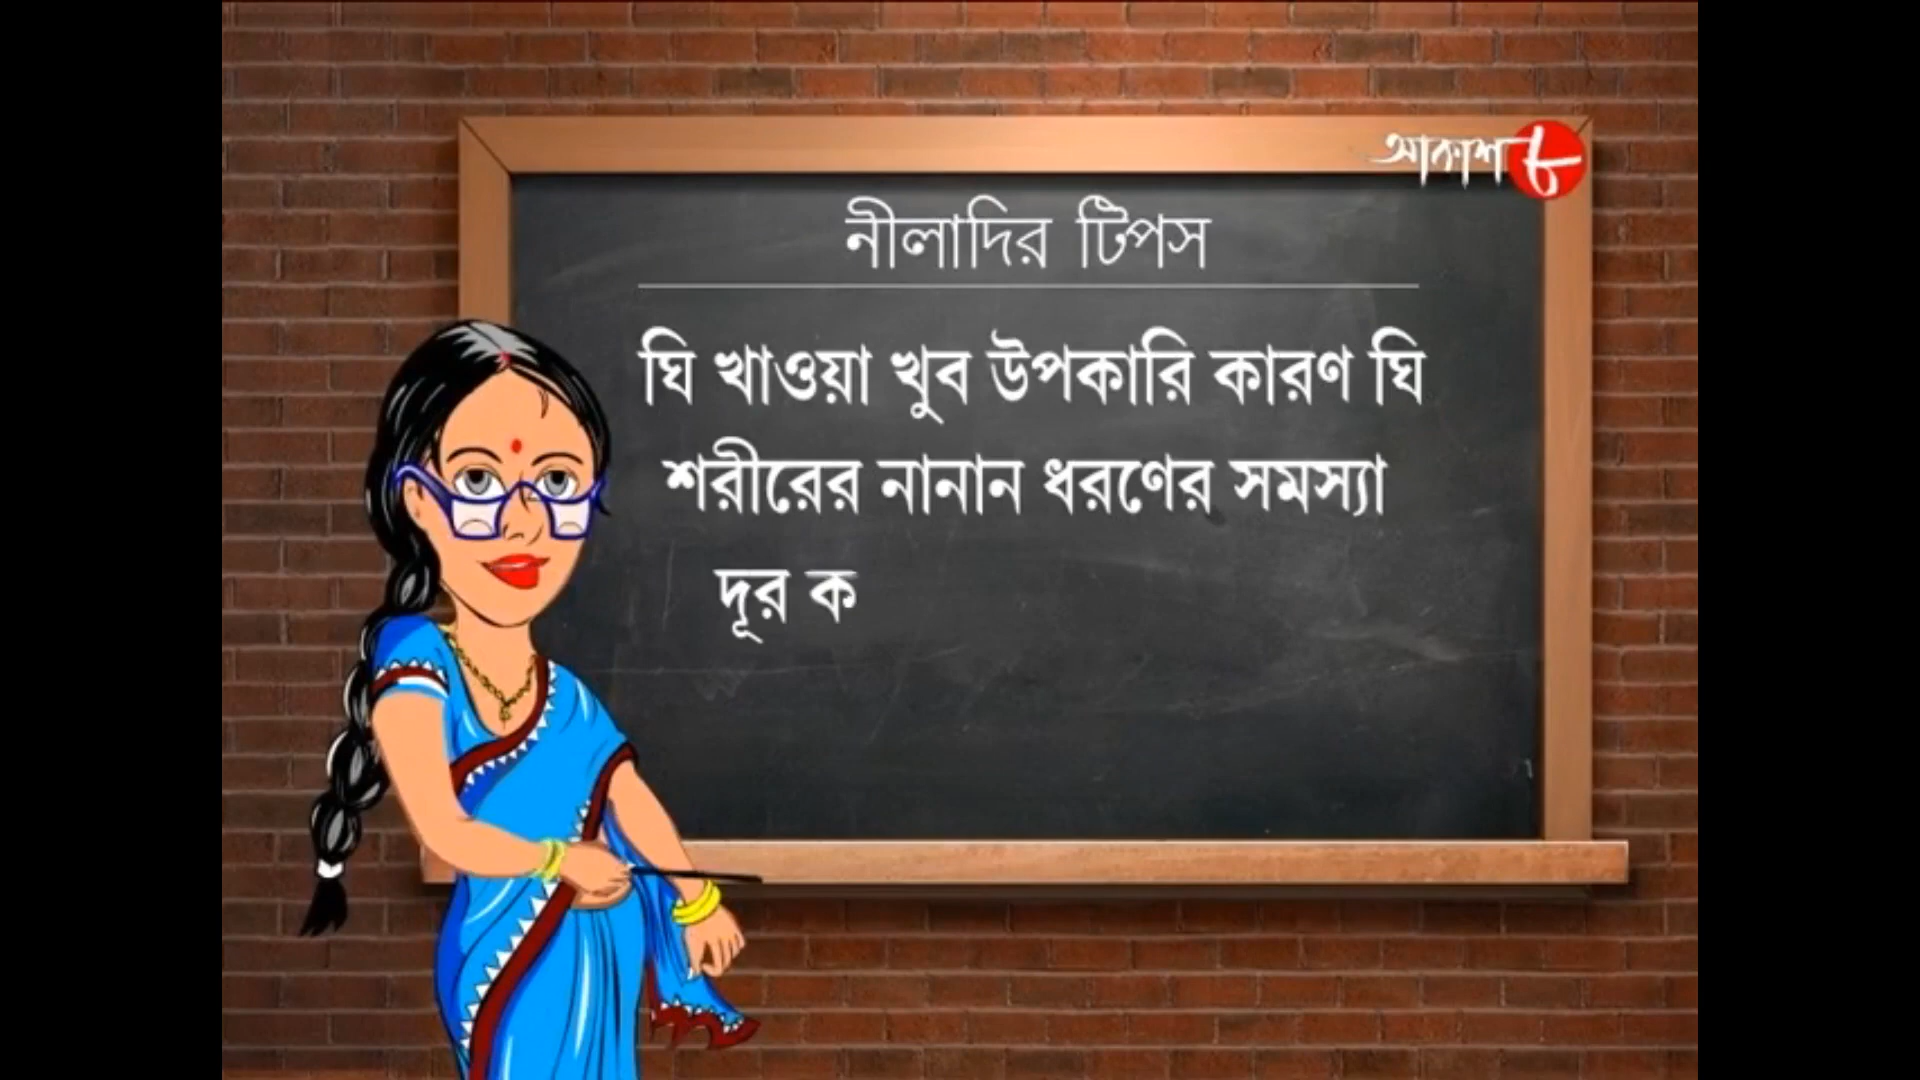 আকাশ ৮
নীলাদির টিপস
ঘি খাওয়া খুব উপকারি কারণ ঘি
শরীরের নানান ধরণের সমস্যা
দূর ক